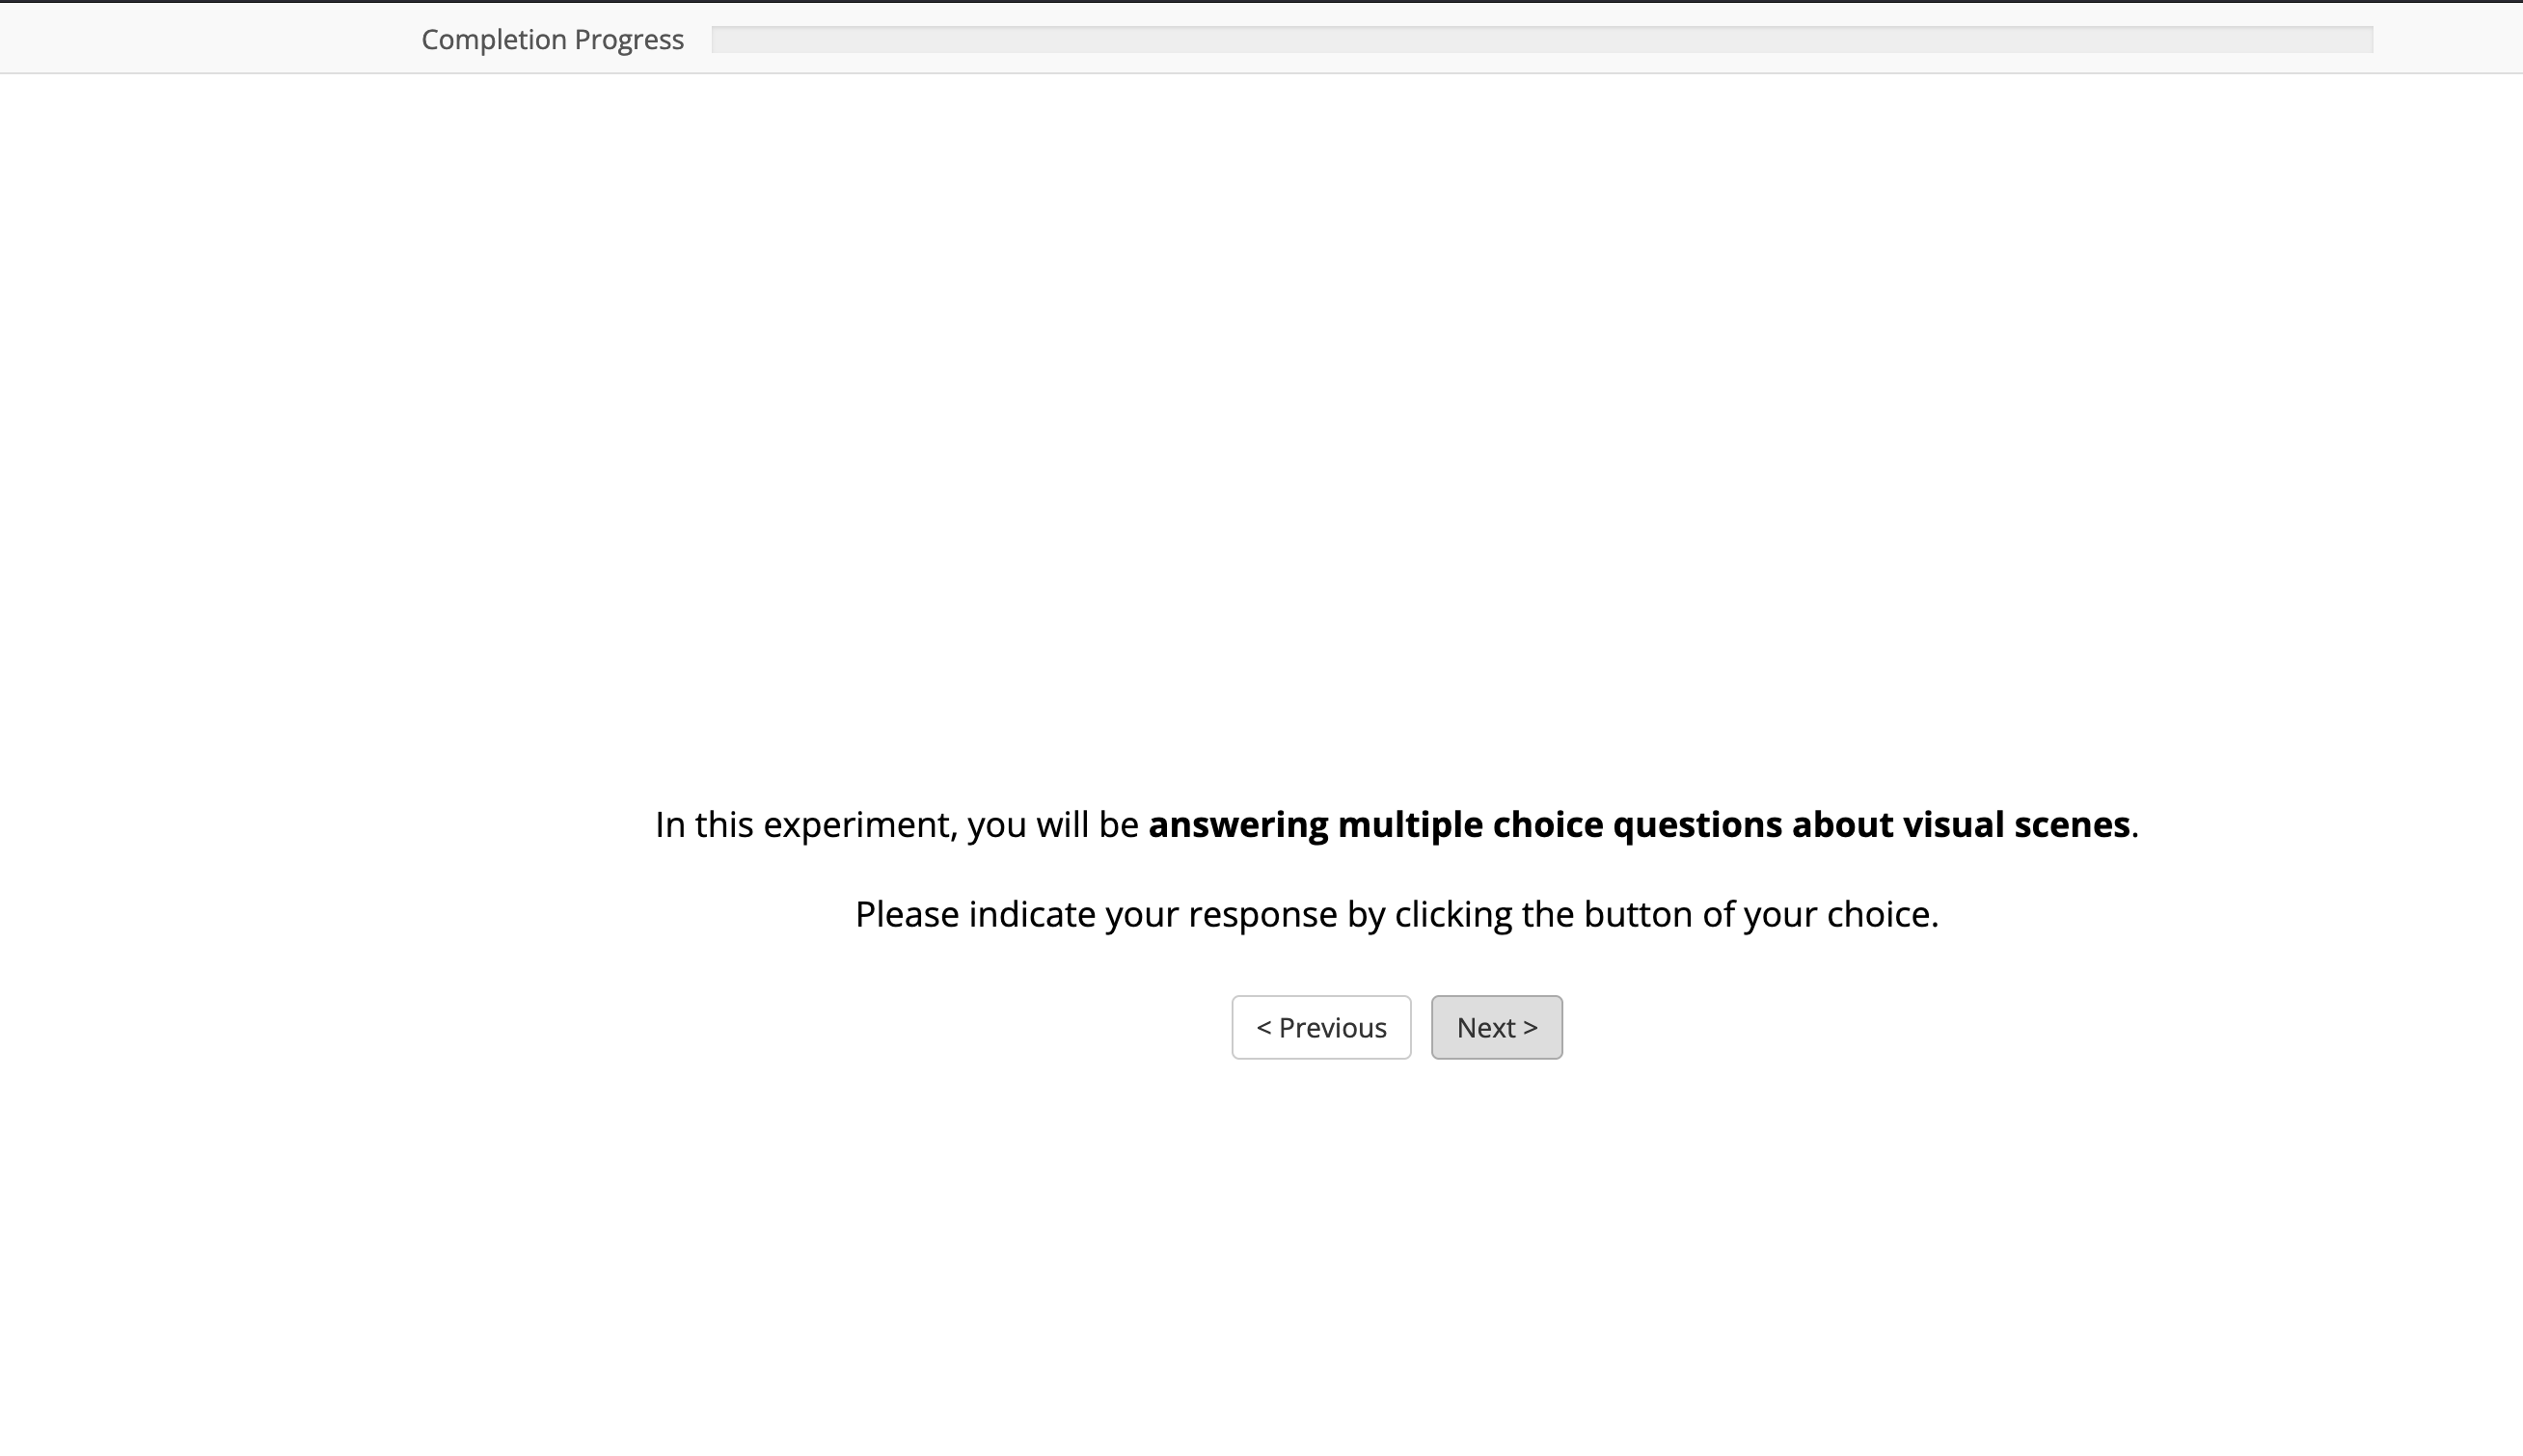 Completion Progress
In this experiment, you will be answering multiple choice questions about visual scenes.
Please indicate your response by clicking the button of your choice.
< Previous
Next >